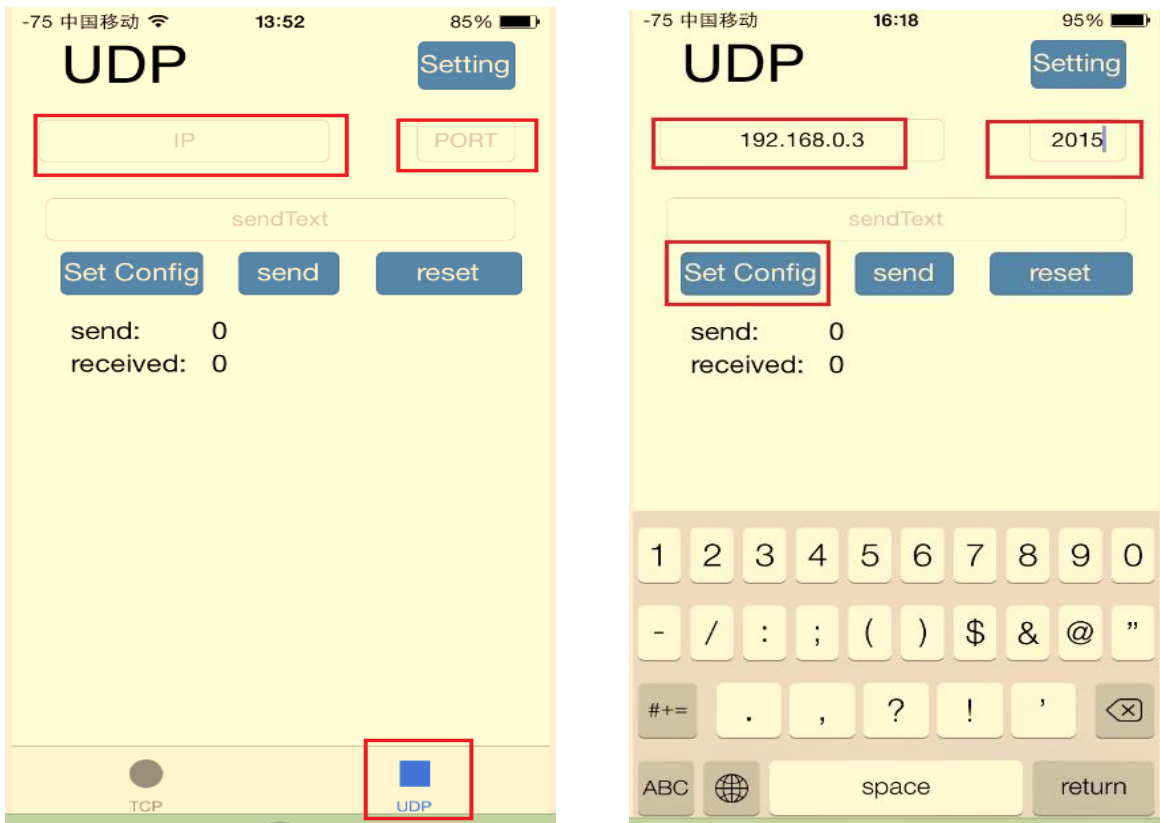 -75 中国移动 13:52 85%
UDP Setting
IP PORT
sendText
Set Config send reset
send: 0
received: 0
TCP UDP
-75 中国移动 16:18 95%
UDP Setting
192.168.0.3 2015
sendText
Set Config send reset
send: 0
received: 0
1 2 3 4 5 6 7 8 9 0
- / : ; ( ) $ & @ ”
#+= . , ? ! ’
ABC space return